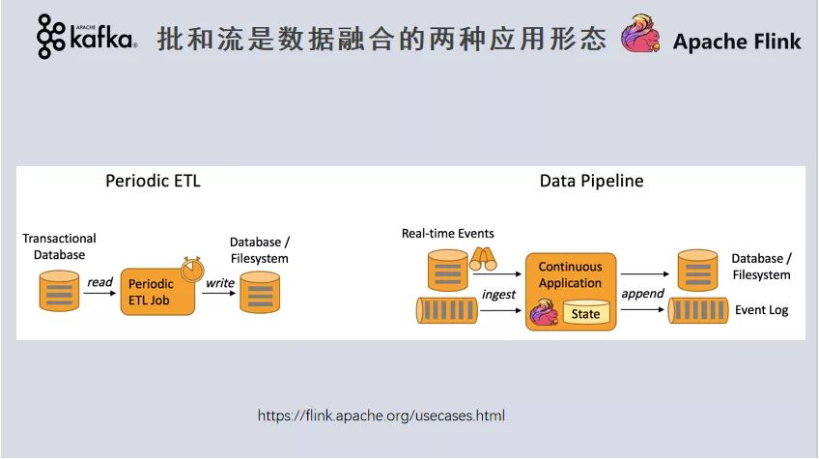 APACHE
kafka.
批和流是数据融合的两种应用形态
Apache Flink
Periodic ETL
Transactional
Database
read
Periodic
ETL Job
write
Database /
Filesystem
Data Pipeline
Real-time Events
ingest
Continuous
Application
State
append
Database /
Filesystem
Event Log
https://flink.apache.org/usecases.html